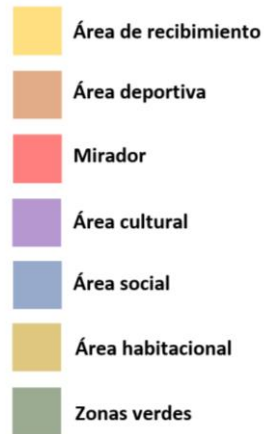 Área de recibimiento
Área deportiva
Mirador
Área cultural
Área social
Área habitacional
Zonas verdes